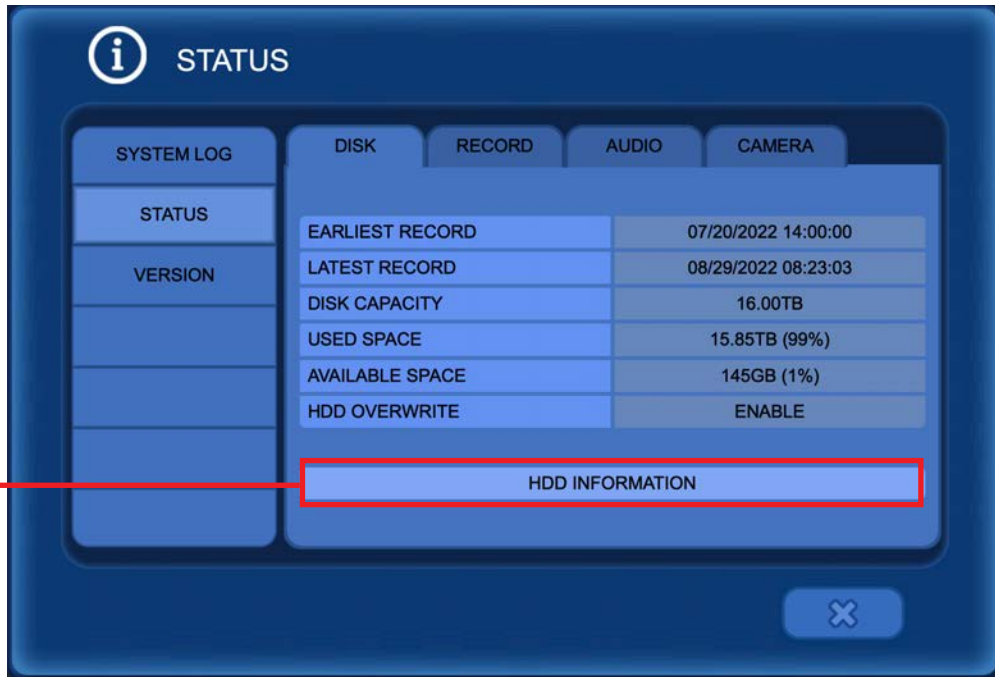 STATUS
SYSTEM LOG
STATUS
VERSION
DISK RECORD AUDIO CAMERA
EARLIEST RECORD 07/20/2022 14:00:00
LATEST RECORD 08/29/2022 08:23:03
DISK CAPACITY 16.00TB
USED SPACE 15.85TB (99%)
AVAILABLE SPACE 145GB (1%)
HDD OVERWRITE ENABLE
HDD INFORMATION